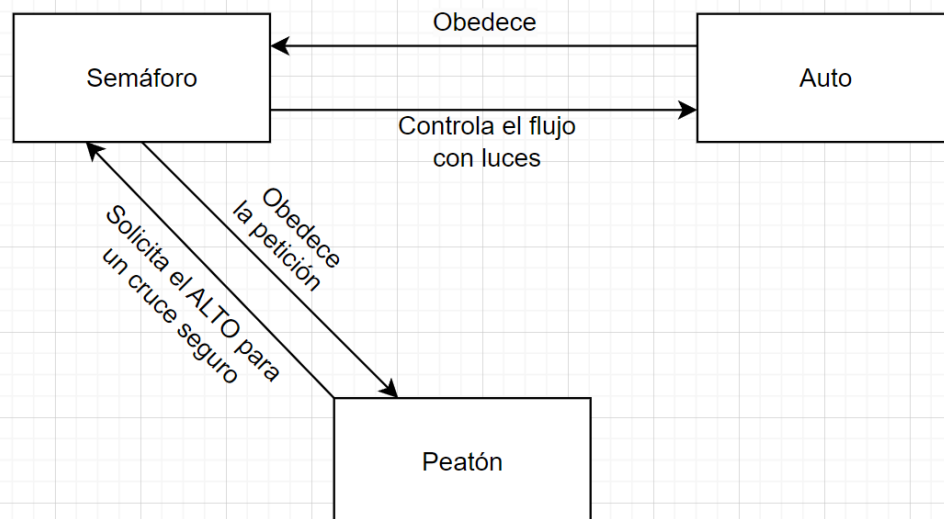 Obedece
Semáforo
Auto
Controla el flujo
con luces
Obedece
la petición
Solicita el ALTO para
un cruce seguro
Peatón